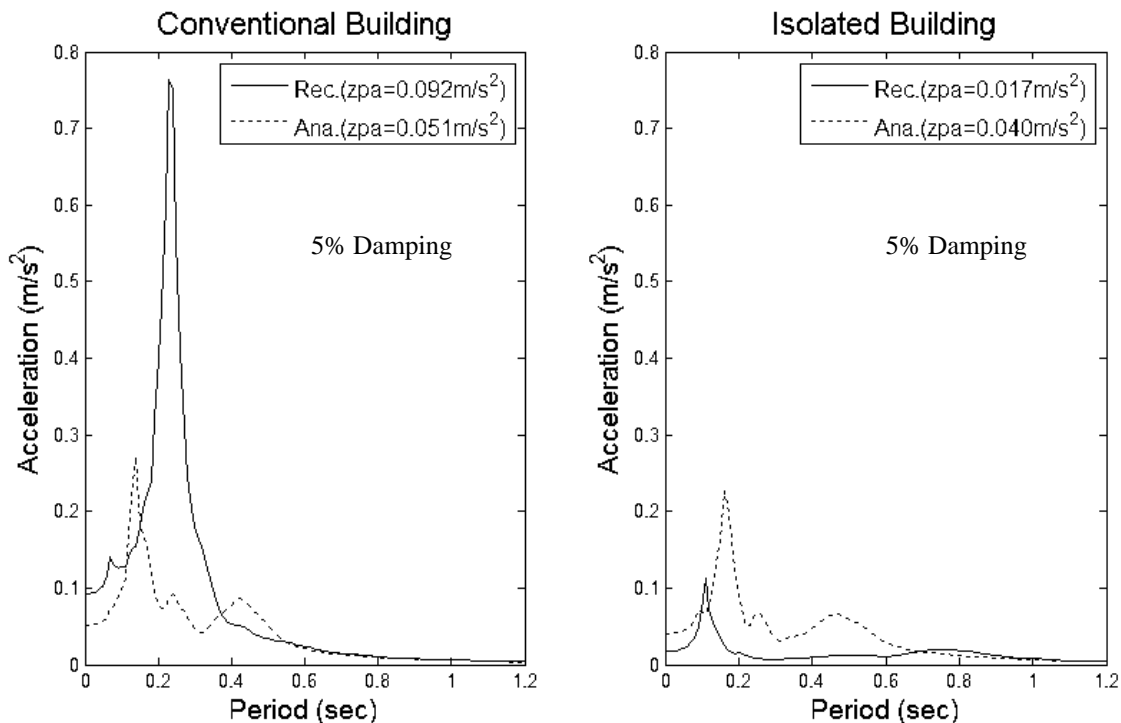 Conventional Building
0.8
0.7
0.6
0.5
0.4
0.3
0.2
0.1
0
Acceleration (m/s²)
Rec.(zpa=0.092m/s²)
Ana.(zpa=0.051m/s²)
5% Damping
0 0.2 0.4 0.6 0.8 1 1.2
Period (sec)
Isolated Building
0.8
0.7
0.6
0.5
0.4
0.3
0.2
0.1
0
Acceleration (m/s²)
Rec.(zpa=0.017m/s²)
Ana.(zpa=0.040m/s²)
5% Damping
0 0.2 0.4 0.6 0.8 1 1.2
Period (sec)